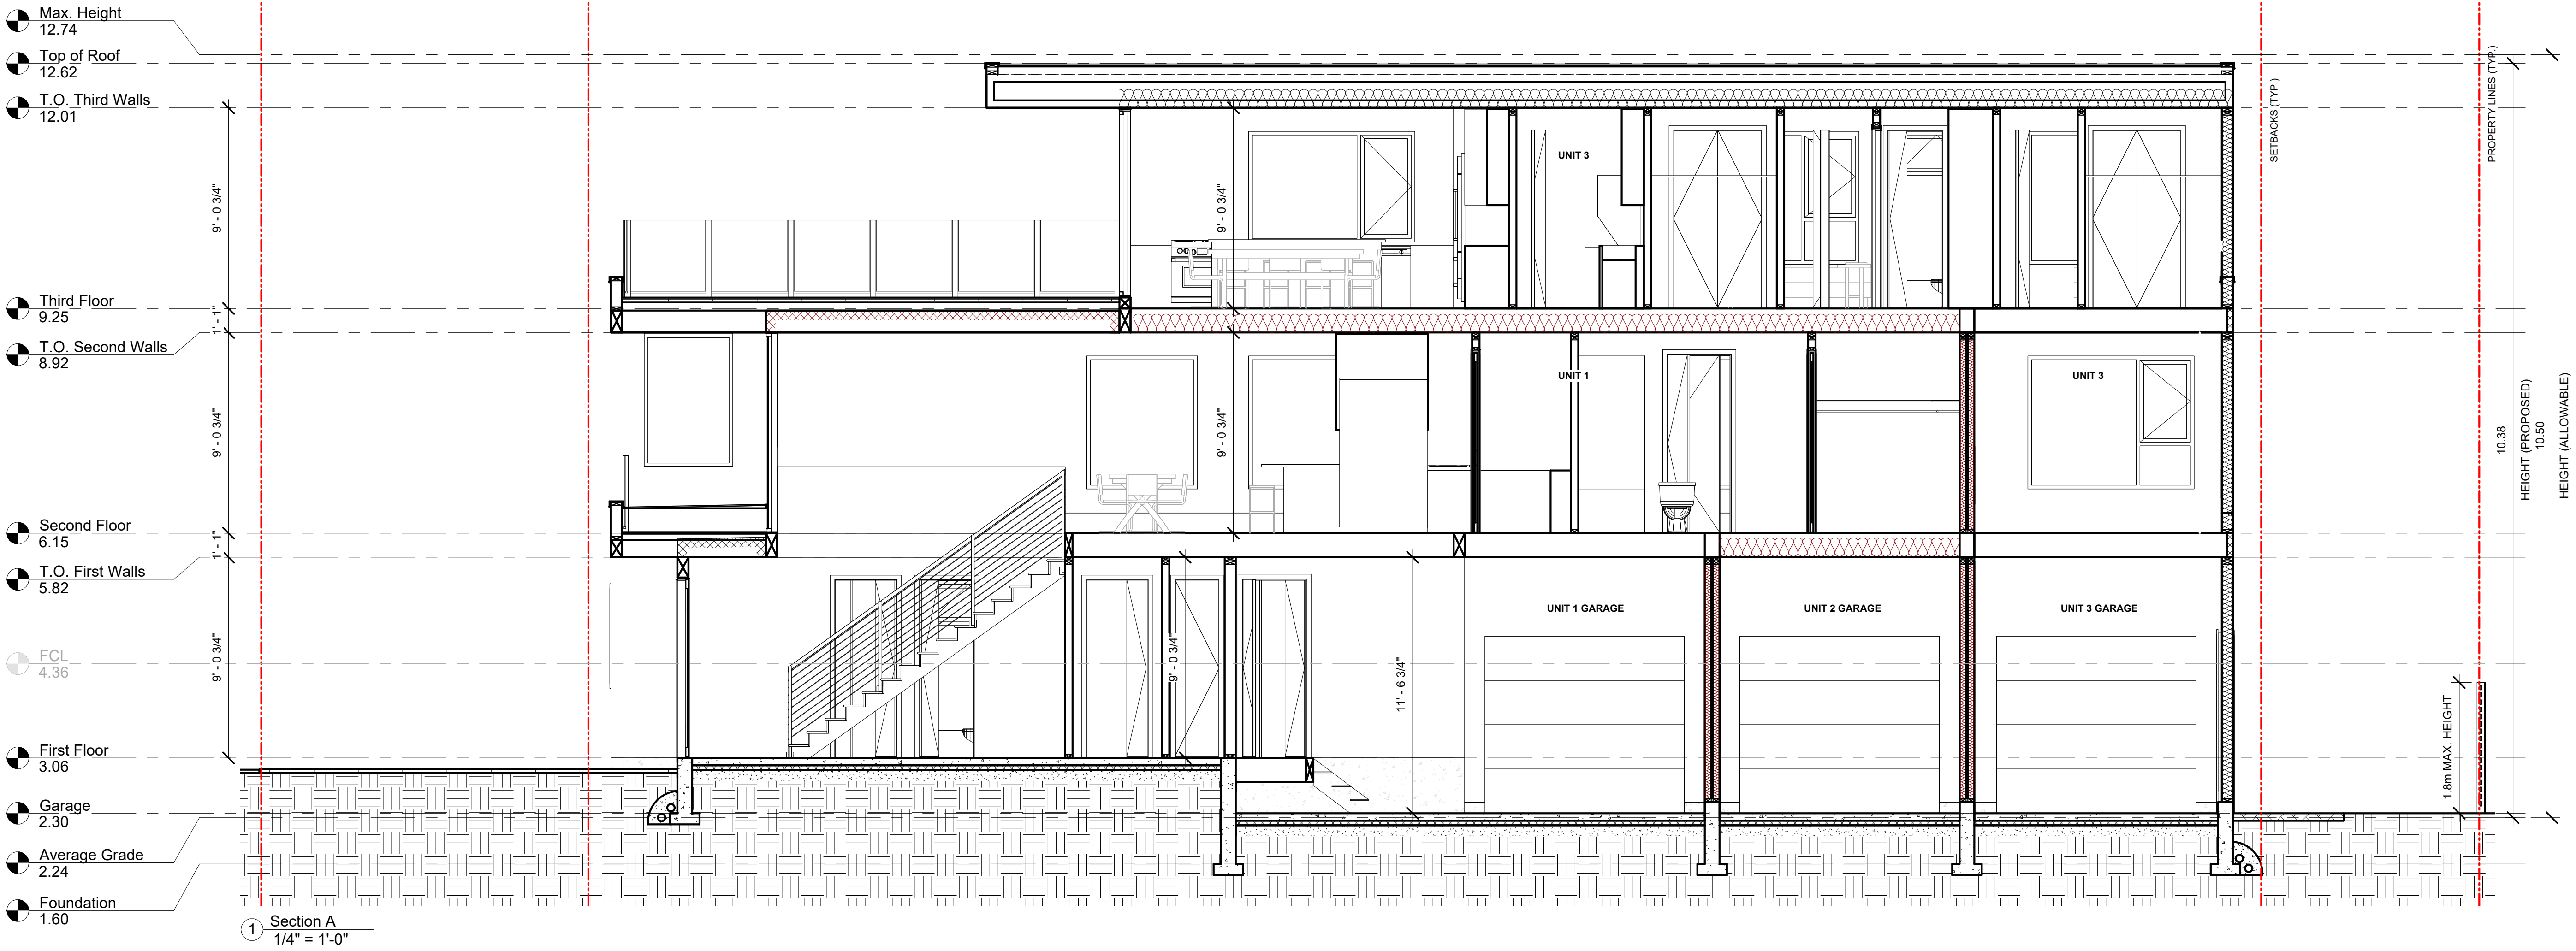 Max. Height
12.74
Top of Roof
12.62
T.O. Third Walls
12.01
Third Floor
9.25
T.O. Second Walls
8.92
Second Floor
6.15
T.O. First Walls
5.82
FCL
4.36
First Floor
3.06
Garage
2.30
Average Grade
2.24
Foundation
1.60
9' - 0 3/4"
1' - 1"
9' - 0 3/4"
1' - 1"
9' - 0 3/4"
9' - 0 3/4"
9' - 0 3/4"
9' - 0 3/4"
11' - 6 3/4"
UNIT 3
UNIT 1
UNIT 3
UNIT 1 GARAGE
UNIT 2 GARAGE
UNIT 3 GARAGE
SETBACKS (TYP.)
PROPERTY LINES (TYP.)
10.38
HEIGHT (PROPOSED)
10.50
HEIGHT (ALLOWABLE)
1.8m MAX. HEIGHT
1
Section A
1/4" = 1'-0"